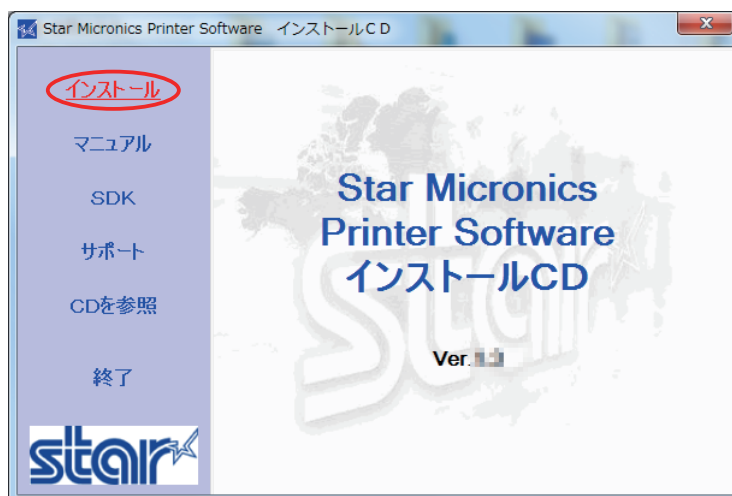 Star Micronics Printer Software インストールCD
インストール
マニュアル
SDK
サポート
CDを参照
終了
star
Star Micronics
Printer Software
インストールCD
Ver.
star